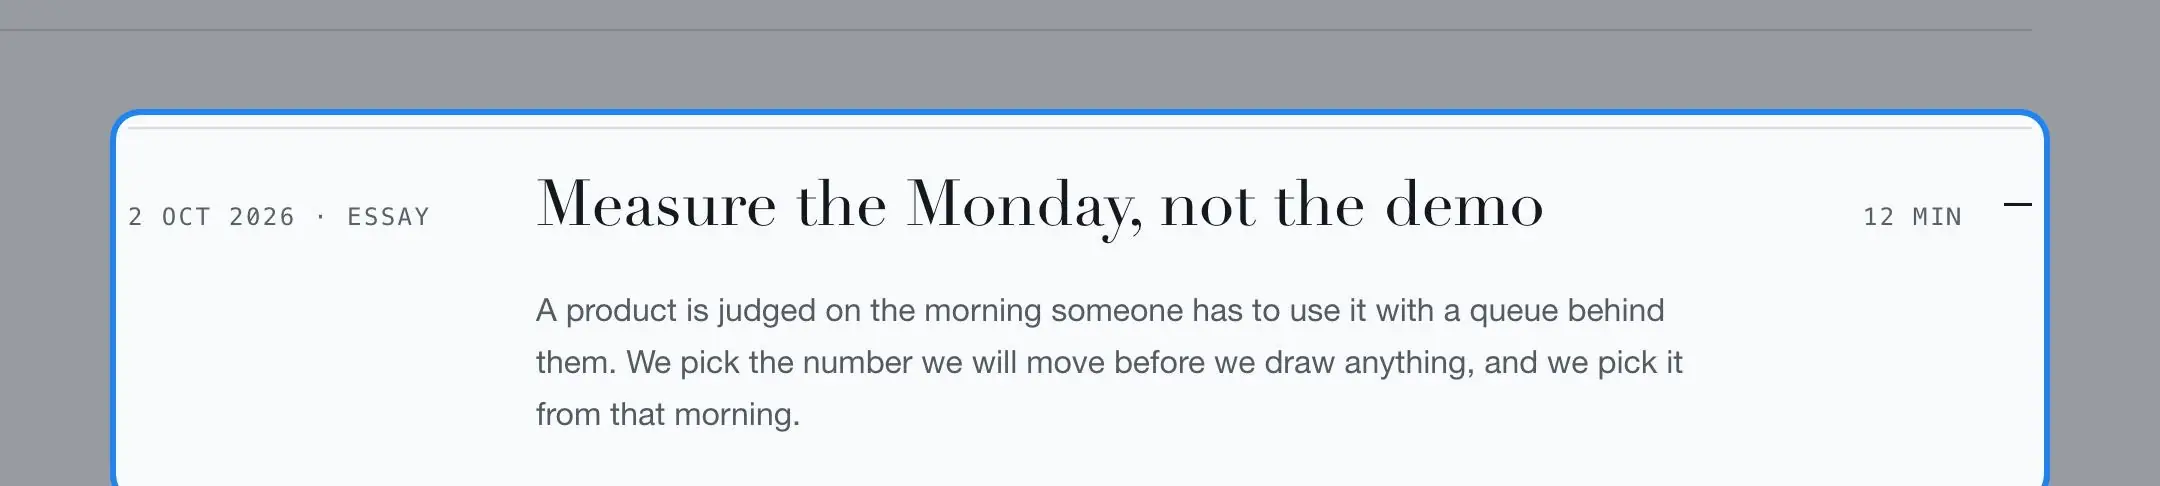 2 OCT 2026 · ESSAY
Measure the Monday, not the demo
12 MIN
A product is judged on the morning someone has to use it with a queue behind
them. We pick the number we will move before we draw anything, and we pick it
from that morning.